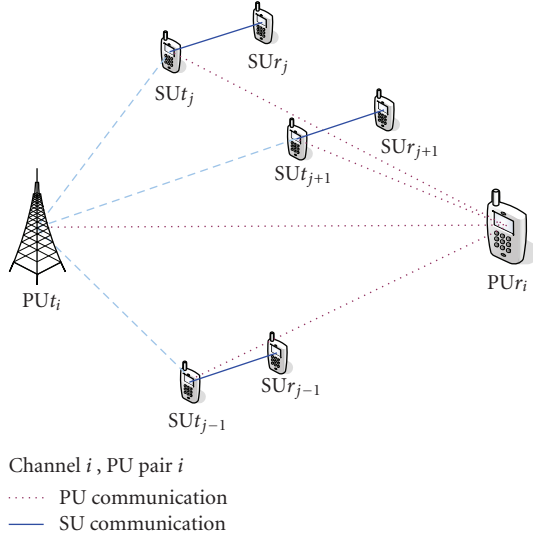 SUr_j
SUt_j
SUr_{j+1}
SUt_{j+1}
PUt_i
PUr_i
SUr_{j−1}
SUt_{j−1}
Channel i , PU pair i
PU communication
SU communication